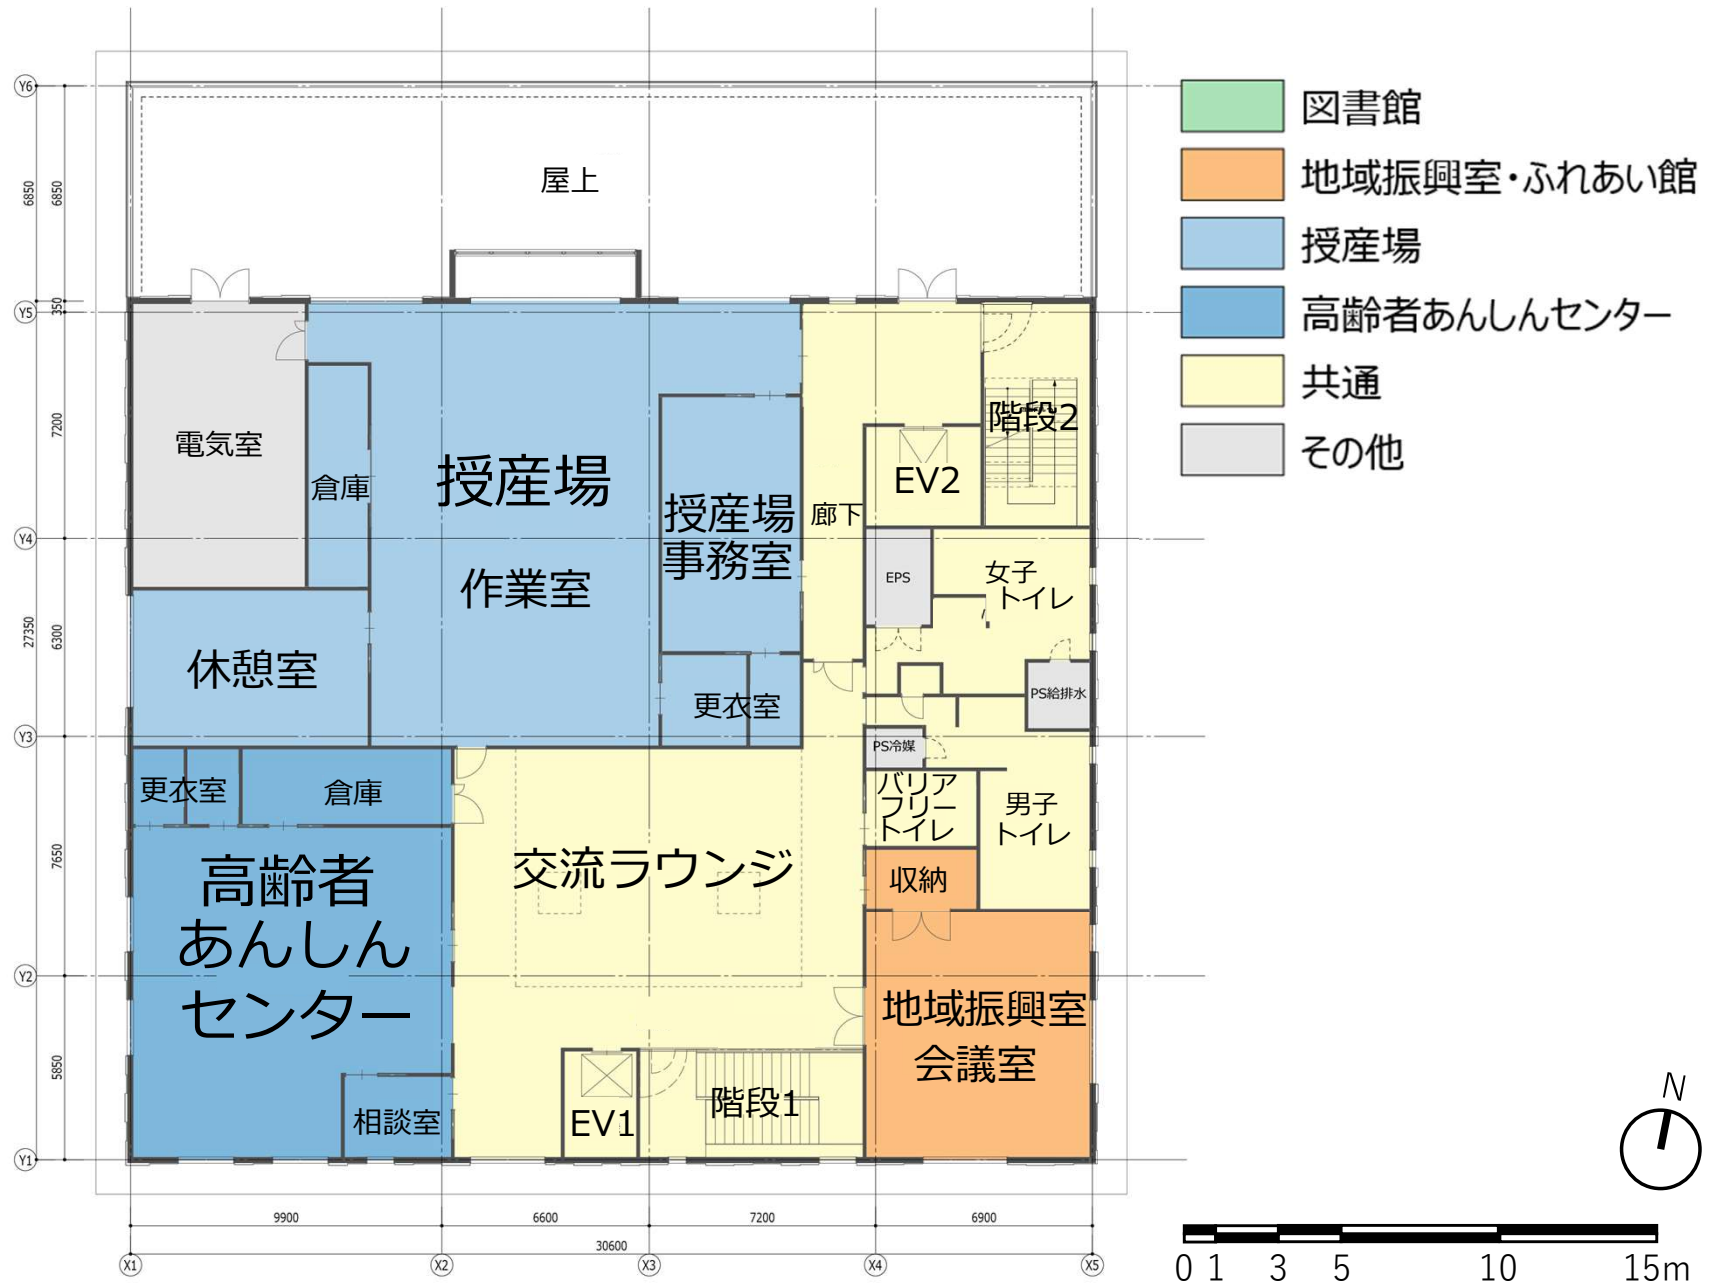 Y6
Y5
Y4
Y3
Y2
Y1
6850
6850
350
7200
27350
6300
7650
5850
屋上
電気室
倉庫
授産場
作業室
授産場
事務室
休憩室
更衣室
廊下
EV2
階段2
EPS
女子
トイレ
PS給排水
PS冷媒
バリア
フリー
トイレ
男子
トイレ
収納
更衣室
倉庫
高齢者
あんしん
センター
相談室
交流ラウンジ
EV1
階段1
地域振興室
会議室
9900
6600
7200
6900
30600
X1
X2
X3
X4
X5
図書館
地域振興室・ふれあい館
授産場
高齢者あんしんセンター
共通
その他
N
0 1 3 5 10 15m